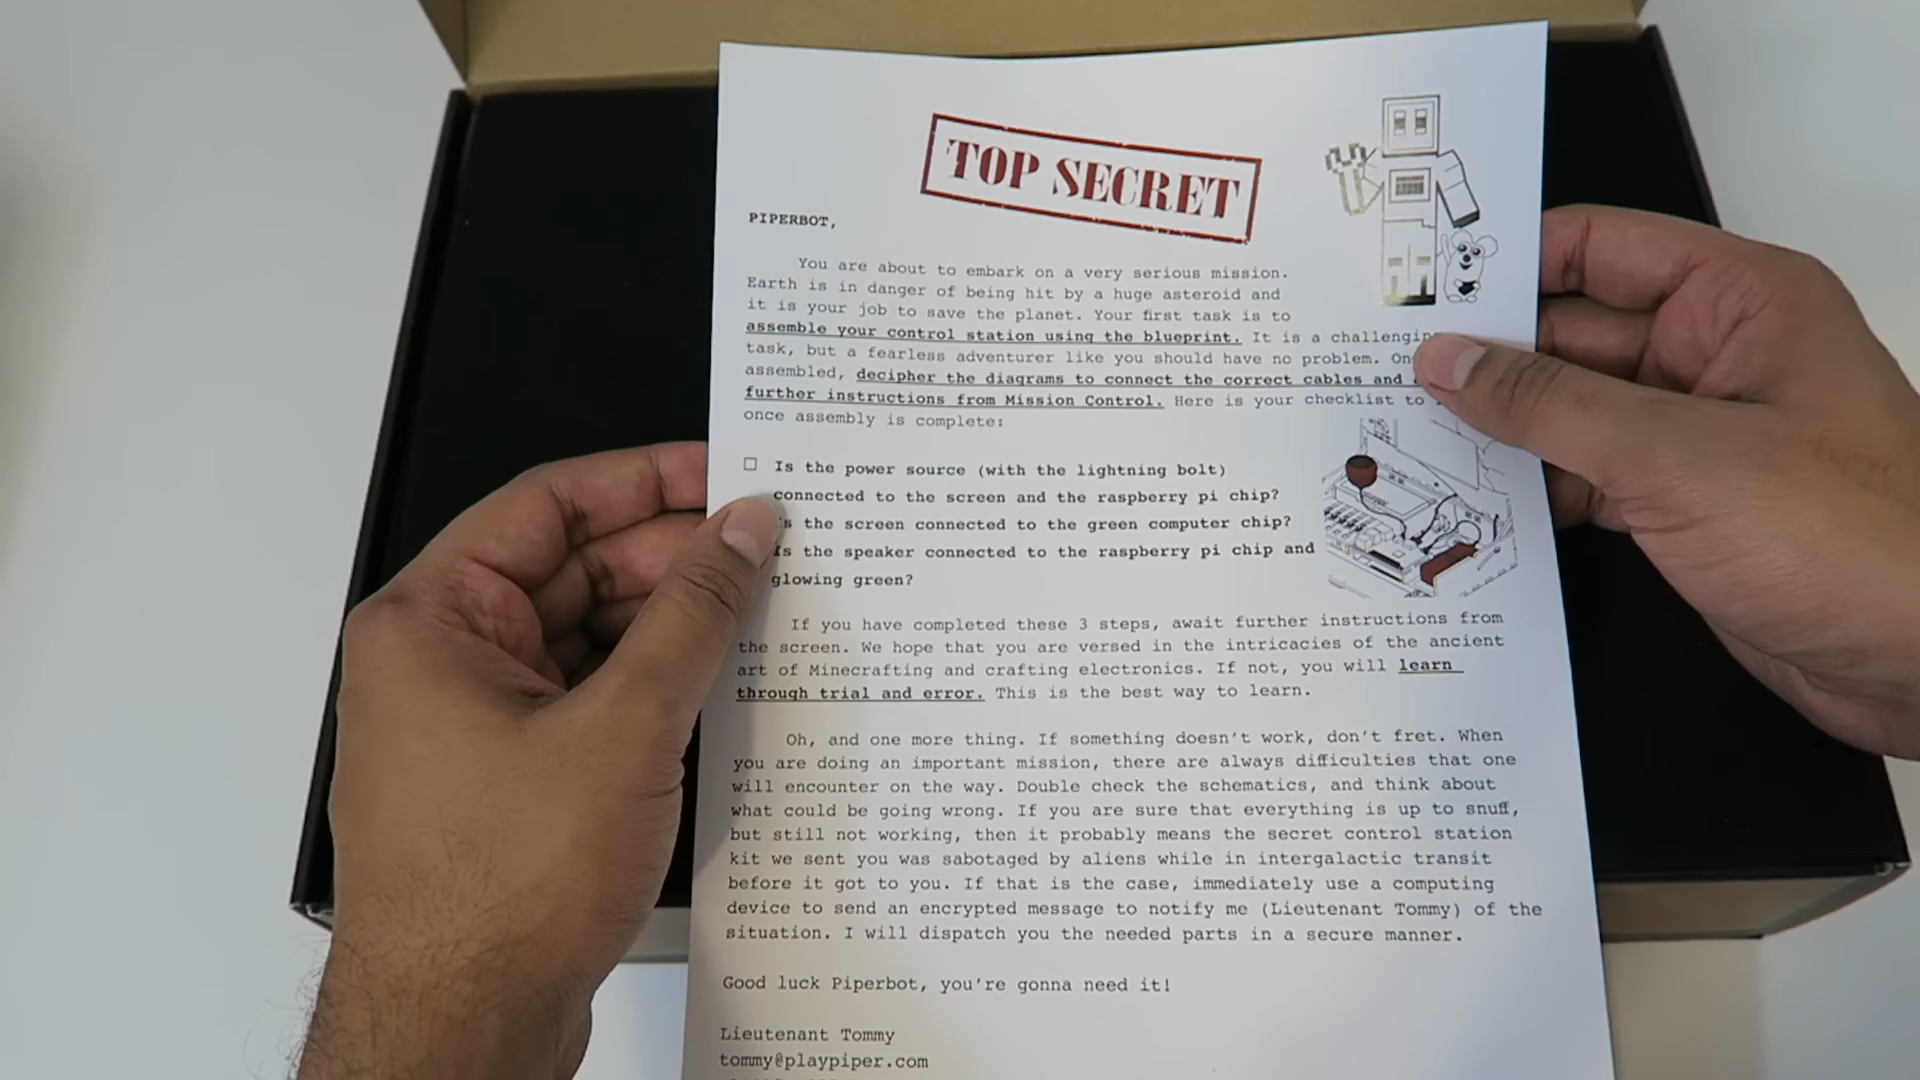 TOP SECRET
PIPERBOT,
You are about to embark on a very serious mission.
Earth is in danger of being hit by a huge asteroid and
it is your job to save the planet. Your first task is to
assemble your control station using the blueprint. It is a challenging
task, but a fearless adventurer like you should have no problem.
assembled, decipher the diagrams to connect the correct cables and
further instructions from Mission Control. Here is your checklist to
once assembly is complete:
Is the power source (with the lightning bolt)
connected to the screen and the raspberry pi chip?
Is the screen connected to the green computer chip?
Is the speaker connected to the raspberry pi chip and
glowing green?
If you have completed these 3 steps, await further instructions from
the screen. We hope that you are versed in the intricacies of the ancient
art of Minecrafting and crafting electronics. If not, you will learn
through trial and error. This is the best way to learn.
Oh, and one more thing. If something doesn't work, don't fret. When
you are doing an important mission, there are always difficulties that one
will encounter on the way. Double check the schematics, and think about
what could be going wrong. If you are sure that everything is up to snuff,
but still not working, then it probably means the secret control station
kit we sent you was sabotaged by aliens while in intergalactic transit
before it got to you. If that is the case, immediately use a computing
device to send an encrypted message to notify me (Lieutenant Tommy) of the
situation. I will dispatch you the needed parts in a secure manner.
Good luck Piperbot, you're gonna need it!
Lieutenant Tommy
tommy@playpiper.com